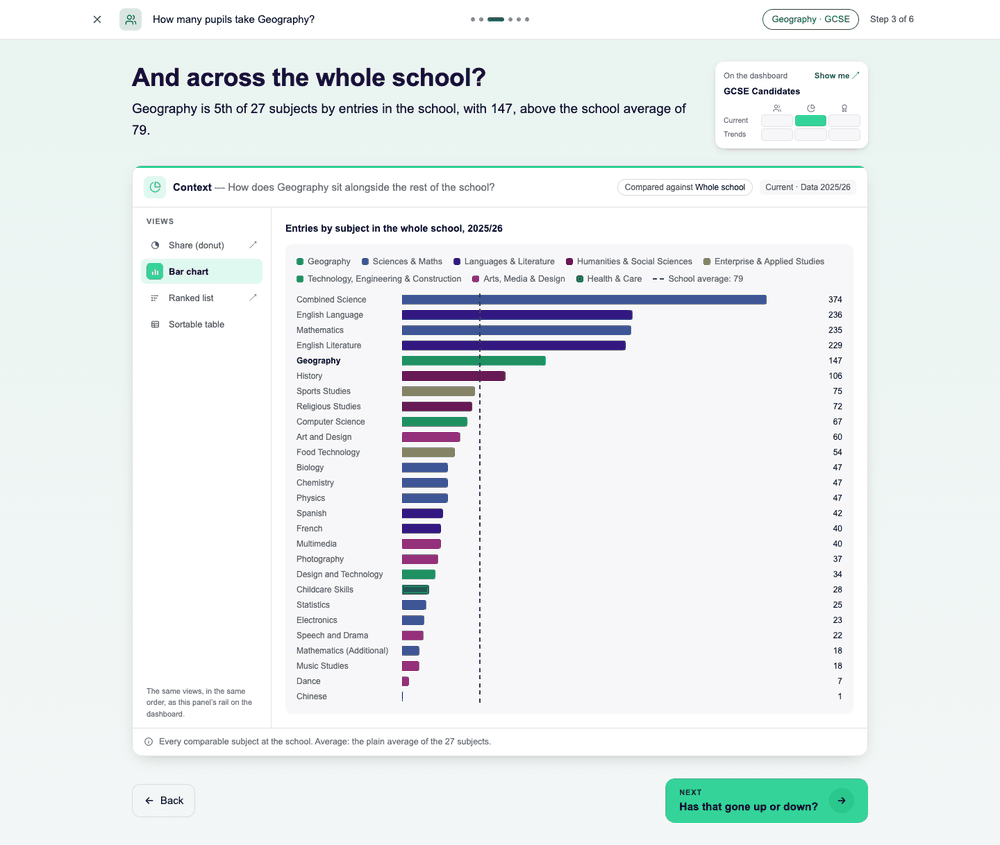 How many pupils take Geography?
Geography · GCSE
Step 3 of 6
And across the whole school?
Geography is 5th of 27 subjects by entries in the school, with 147, above the school average of
79.
On the dashboard
Show me
GCSE Candidates
Current
Trends
Context — How does Geography sit alongside the rest of the school?
Compared against Whole school
Current · Data 2025/26
VIEWS
Share (donut)
Bar chart
Ranked list
Sortable table
The same views, in the same
order, as this panel's rail on the
dashboard.
Entries by subject in the whole school, 2025/26
Geography Sciences & Maths Languages & Literature Humanities & Social Sciences Enterprise & Applied Studies
Technology, Engineering & Construction Arts, Media & Design Health & Care School average: 79
Combined Science 374
English Language 236
Mathematics 235
English Literature 229
Geography 147
History 106
Sports Studies 75
Religious Studies 72
Computer Science 67
Art and Design 60
Food Technology 54
Biology 47
Chemistry 47
Physics 47
Spanish 42
French 40
Multimedia 40
Photography 37
Design and Technology 34
Childcare Skills 28
Statistics 25
Electronics 23
Speech and Drama 22
Mathematics (Additional) 18
Music Studies 18
Dance 7
Chinese 1
Every comparable subject at the school. Average: the plain average of the 27 subjects.
Back
NEXT
Has that gone up or down?